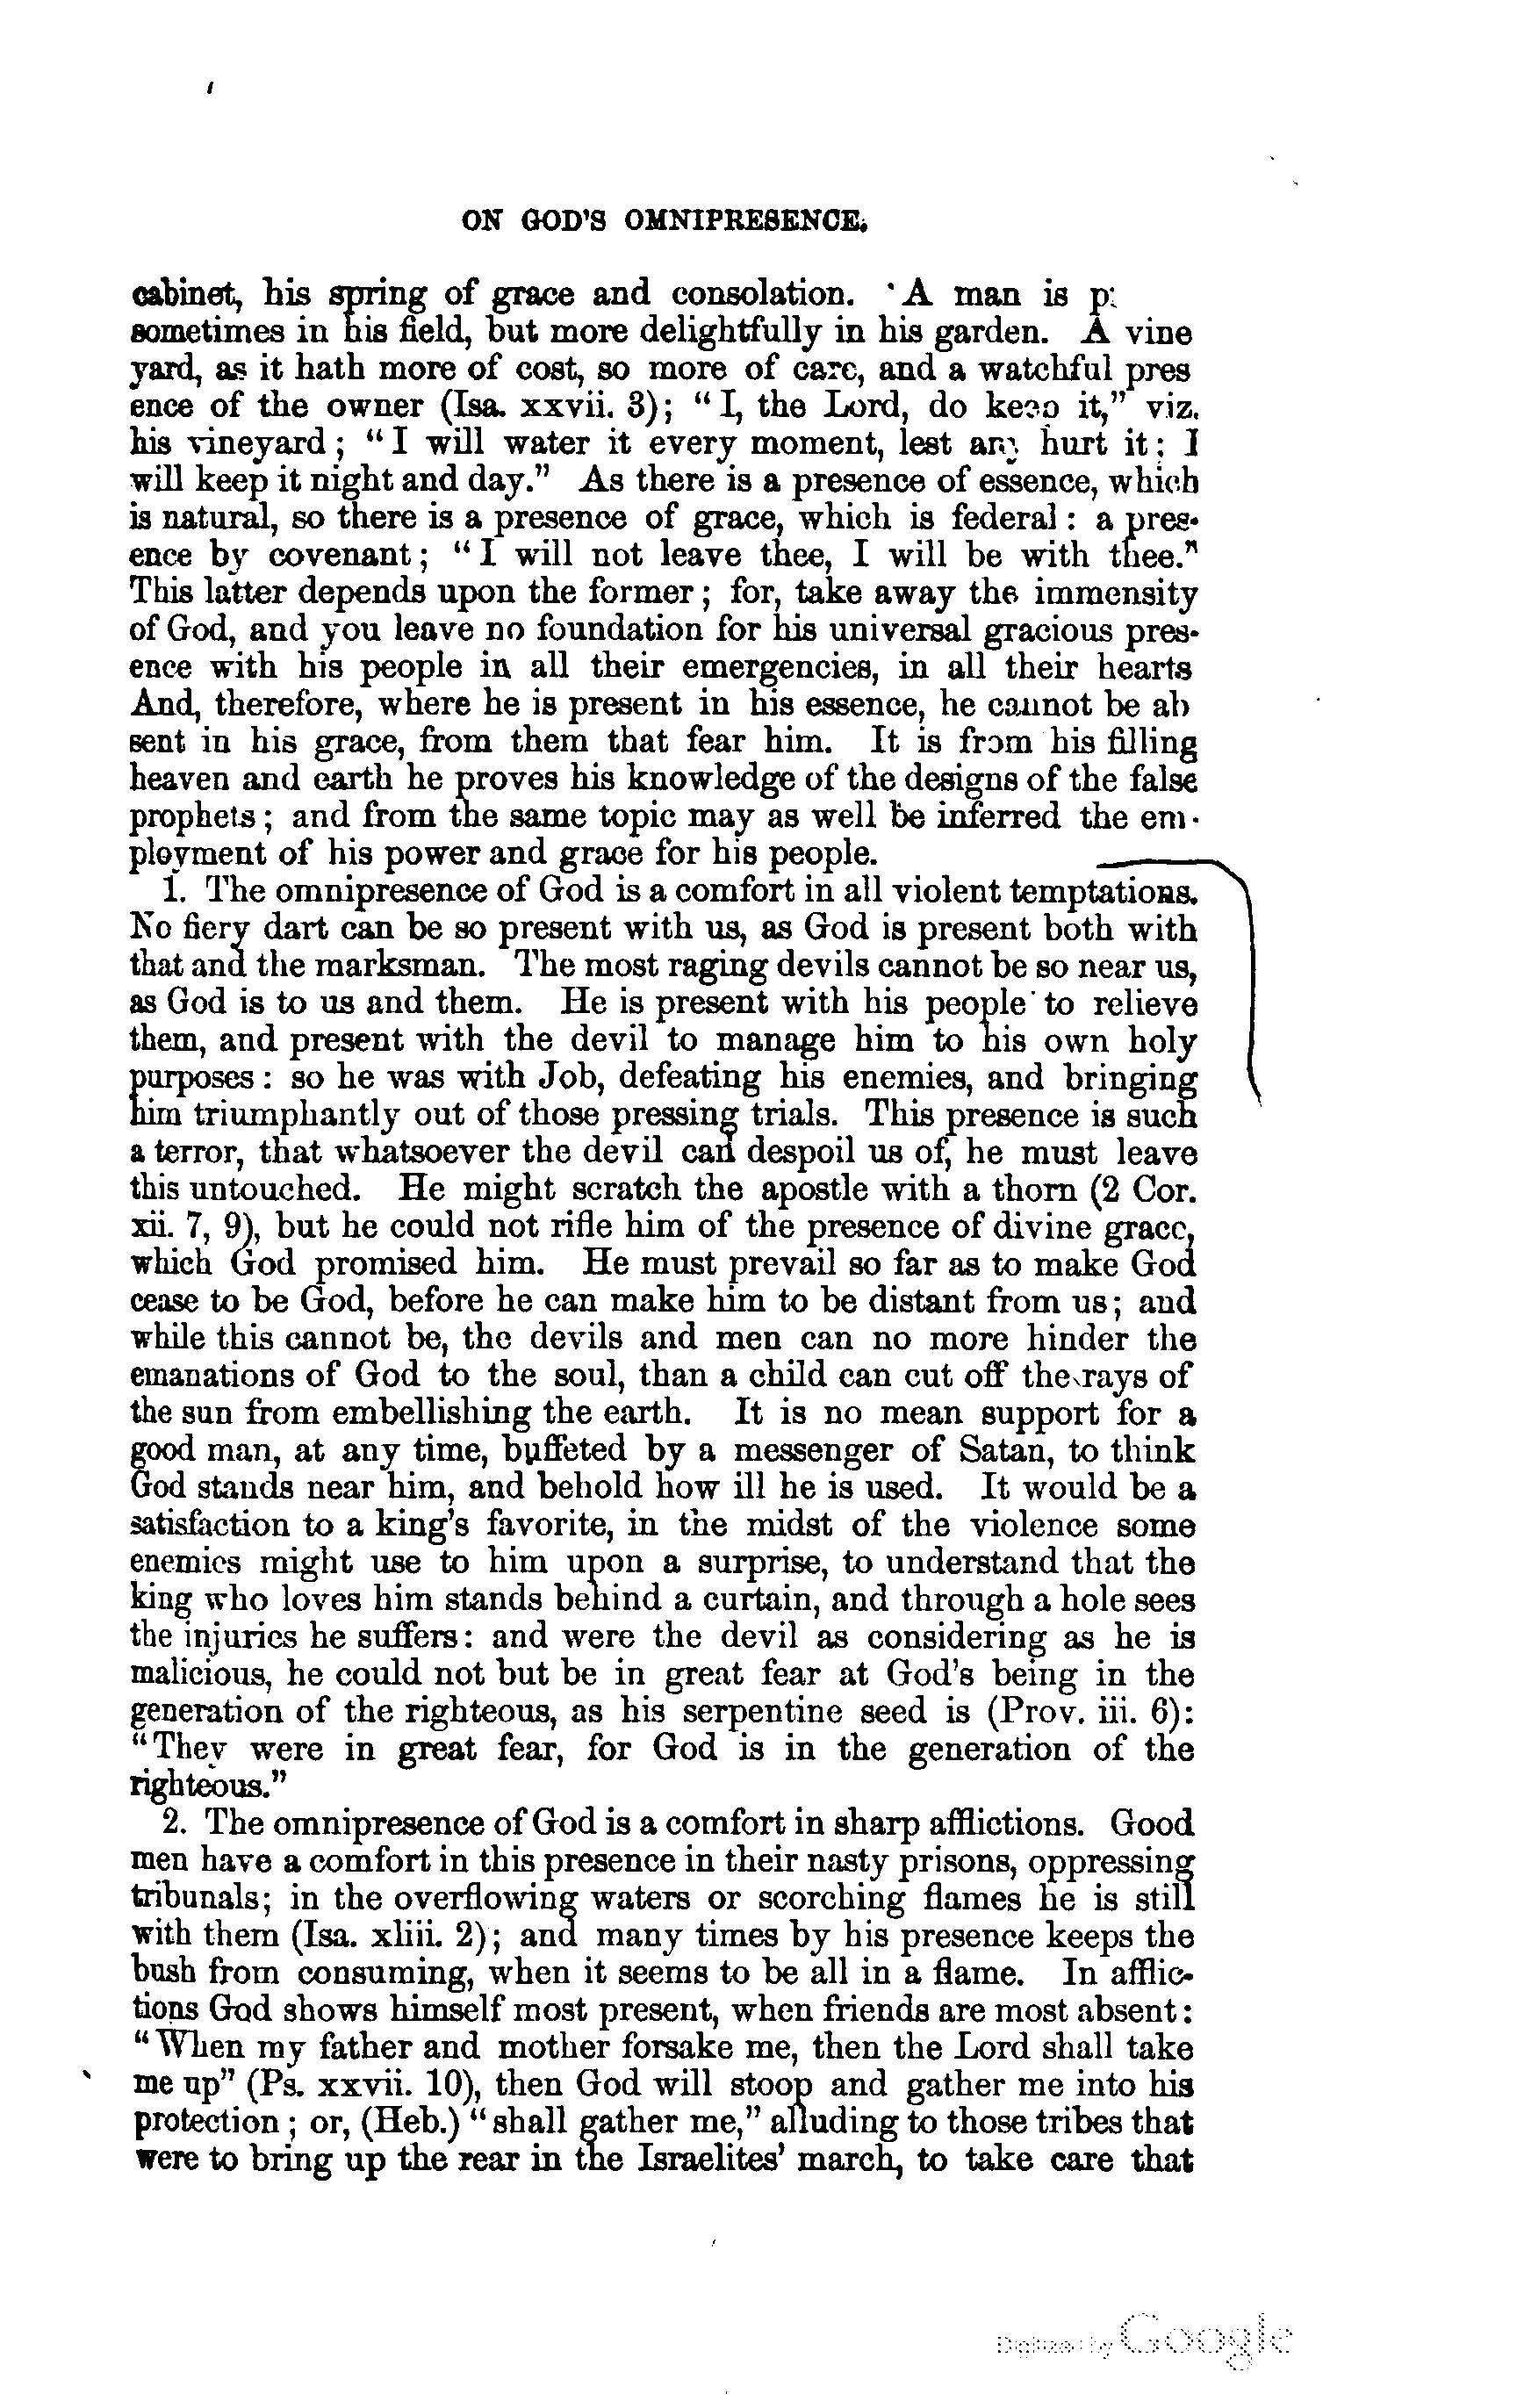 ON GOD'S OMNIPRESENCE.
cabinet, his spring of grace and consolation. A man is
sometimes in his field, but more delightfully in his garden. A vine
yard, as it hath more of cost, so more of care, and a watchful pres
ence of the owner (Isa. xxvii. 3); "I, the Lord, do keep it," viz.
his vineyard; "I will water it every moment, lest any hurt it; I
will keep it night and day." As there is a presence of essence, which
is natural, so there is a presence of grace, which is federal: a pres-
ence by covenant; "I will not leave thee, I will be with thee."
This latter depends upon the former; for, take away the immensity
of God, and you leave no foundation for his universal gracious pres-
ence with his people in all their emergencies, in all their hearts
And, therefore, where he is present in his essence, he cannot be ab
sent in his grace, from them that fear him. It is from his filling
heaven and earth he proves his knowledge of the designs of the false
prophets; and from the same topic may as well be inferred the em-
ployment of his power and grace for his people.
1. The omnipresence of God is a comfort in all violent temptations.
No fiery dart can be so present with us, as God is present both with
that and the marksman. The most raging devils cannot be so near us,
as God is to us and them. He is present with his people to relieve
them, and present with the devil to manage him to his own holy
purposes: so he was with Job, defeating his enemies, and bringing
him triumphantly out of those pressing trials. This presence is such
a terror, that whatsoever the devil can despoil us of, he must leave
this untouched. He might scratch the apostle with a thorn (2 Cor.
xii. 7, 9), but he could not rifle him of the presence of divine grace,
which God promised him. He must prevail so far as to make God
cease to be God, before he can make him to be distant from us; and
while this cannot be, the devils and men can no more hinder the
emanations of God to the soul, than a child can cut off the rays of
the sun from embellishing the earth. It is no mean support for a
good man, at any time, buffeted by a messenger of Satan, to think
God stands near him, and behold how ill he is used. It would be a
satisfaction to a king's favorite, in the midst of the violence some
enemies might use to him upon a surprise, to understand that the
king who loves him stands behind a curtain, and through a hole sees
the injuries he suffers: and were the devil as considering as he is
malicious, he could not but be in great fear at God's being in the
generation of the righteous, as his serpentine seed is (Prov. iii. 6):
"They were in great fear, for God is in the generation of the
righteous."
2. The omnipresence of God is a comfort in sharp afflictions. Good
men have a comfort in this presence in their nasty prisons, oppressing
tribunals; in the overflowing waters or scorching flames he is still
with them (Isa. xliii. 2); and many times by his presence keeps the
bush from consuming, when it seems to be all in a flame. In afflic-
tions God shows himself most present, when friends are most absent:
"When my father and mother forsake me, then the Lord shall take
me up" (Ps. xxvii. 10), then God will stoop and gather me into his
protection; or, (Heb.) "shall gather me," alluding to those tribes that
were to bring up the rear in the Israelites' march, to take care that
Digitized by Google